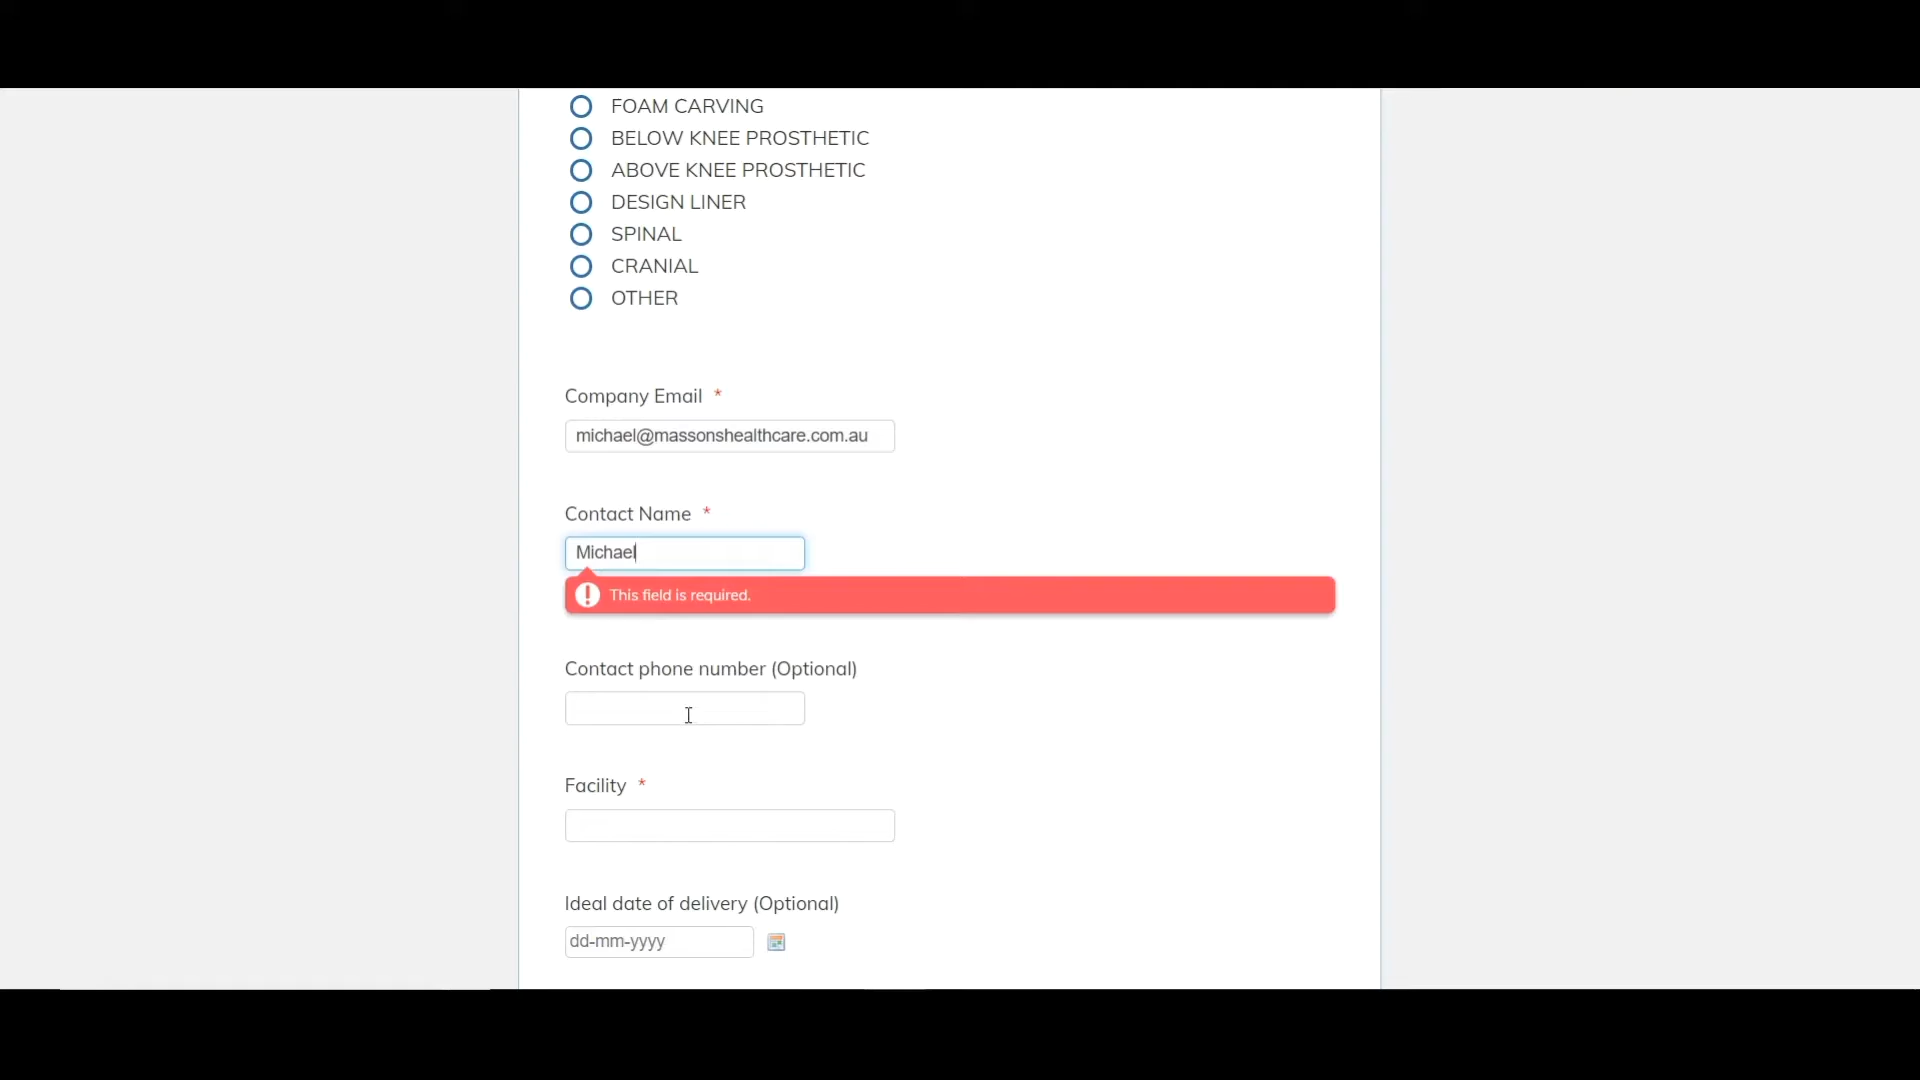 FOAM CARVING
BELOW KNEE PROSTHETIC
ABOVE KNEE PROSTHETIC
DESIGN LINER
SPINAL
CRANIAL
OTHER
Company Email *
michael@massonshealthcare.com.au
Contact Name *
Michael
This field is required.
Contact phone number (Optional)
Facility *
Ideal date of delivery (Optional)
dd-mm-yyyy